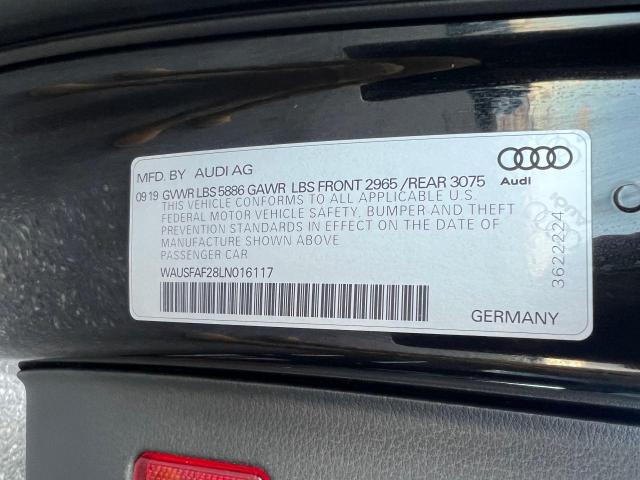 MFD. BY AUDI AG
09 19 GVWR LBS 5886 GAWR LBS FRONT 2965 /REAR 3075
THIS VEHICLE CONFORMS TO ALL APPLICABLE U.S.
FEDERAL MOTOR VEHICLE SAFETY, BUMPER AND THEFT
PREVENTION STANDARDS IN EFFECT ON THE DATE OF
MANUFACTURE SHOWN ABOVE
PASSENGER CAR
WAUSFAF28LN016117
GERMANY
Audi
Audi
3622224